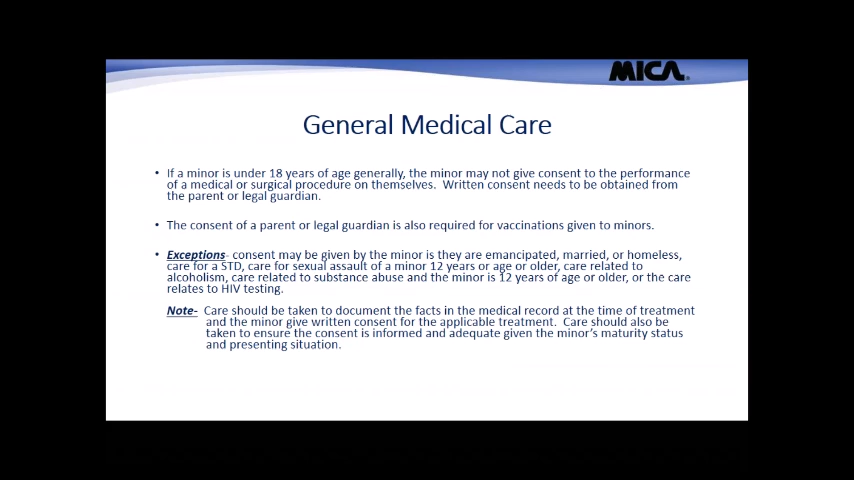 MICA®
General Medical Care
• If a minor is under 18 years of age generally, the minor may not give consent to the performance
of a medical or surgical procedure on themselves. Written consent needs to be obtained from
the parent or legal guardian.
• The consent of a parent or legal guardian is also required for vaccinations given to minors.
• Exceptions- consent may be given by the minor is they are emancipated, married, or homeless,
care for a STD, care for sexual assault of a minor 12 years or age or older, care related to
alcoholism, care related to substance abuse and the minor is 12 years of age or older, or the care
relates to HIV testing.
Note- Care should be taken to document the facts in the medical record at the time of treatment
and the minor give written consent for the applicable treatment. Care should also be
taken to ensure the consent is informed and adequate given the minor's maturity status
and presenting situation.